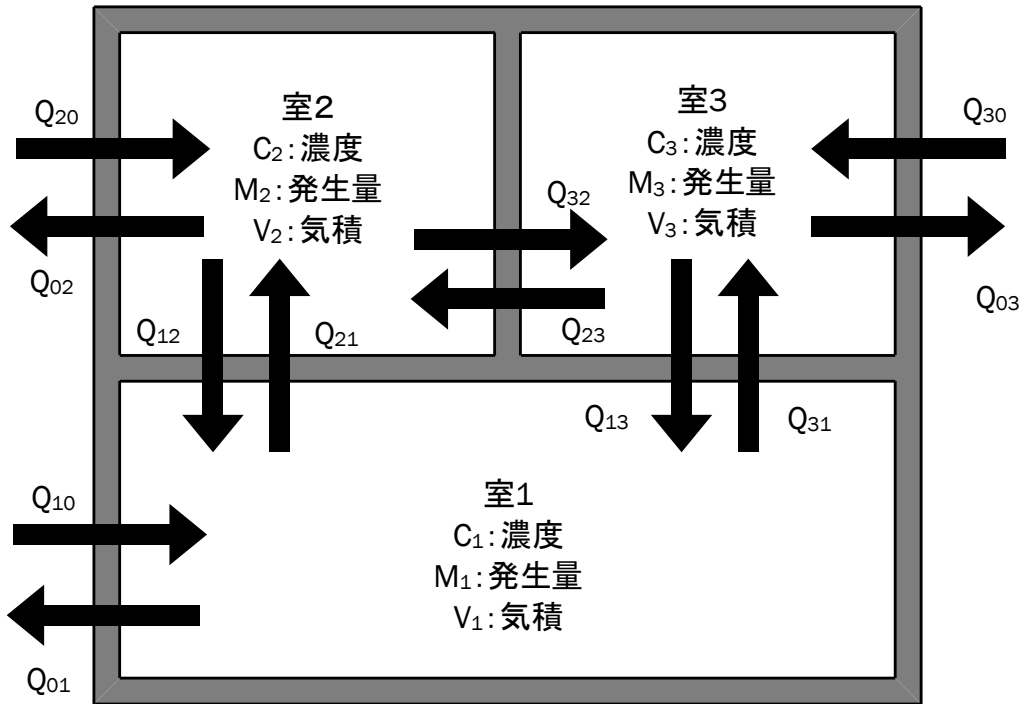 室2
C2:濃度
M2:発生量
V2:気積
室3
C3:濃度
M3:発生量
V3:気積
Q20
Q02
Q30
Q03
Q32
Q23
Q12
Q21
Q13
Q31
Q10
Q01
室1
C1:濃度
M1:発生量
V1:気積